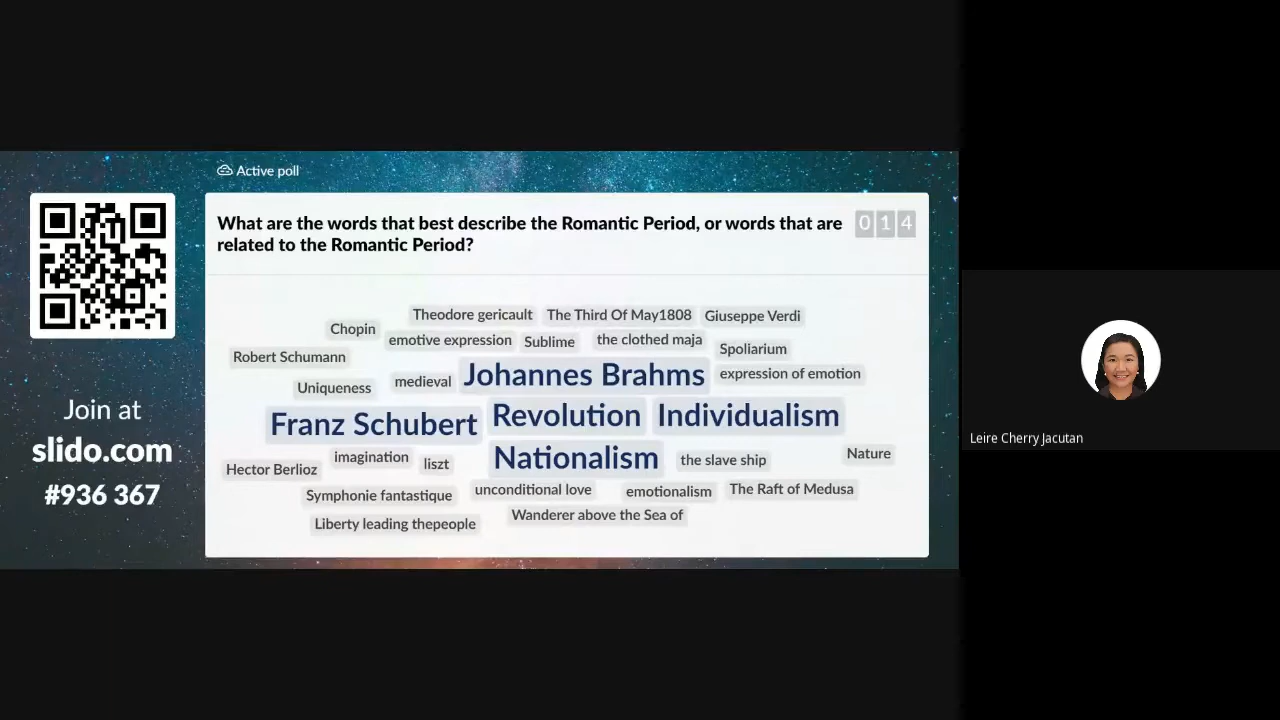 Active poll
What are the words that best describe the Romantic Period, or words that are
related to the Romantic Period?
014
Theodore gericault
The Third Of May1808
Giuseppe Verdi
Chopin
emotive expression
Sublime
the clothed maja
Spoliarium
Robert Schumann
Uniqueness
medieval
Johannes Brahms
expression of emotion
Franz Schubert
Revolution
Individualism
Hector Berlioz
imagination
liszt
Nationalism
the slave ship
Nature
Symphonie fantastique
unconditional love
emotionalism
The Raft of Medusa
Liberty leading thepeople
Wanderer above the Sea of
Join at
slido.com
#936 367
Leire Cherry Jacutan